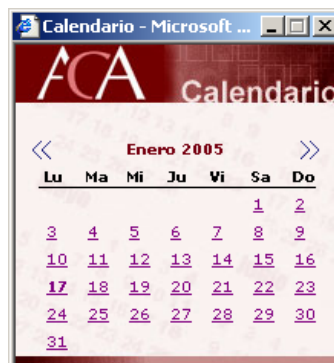 Calendario - Microsoft ...
ACA Calendario
<< Enero 2005 >>
Lu Ma Mi Ju Vi Sa Do
1 2
3 4 5 6 7 8 9
10 11 12 13 14 15 16
17 18 19 20 21 22 23
24 25 26 27 28 29 30
31